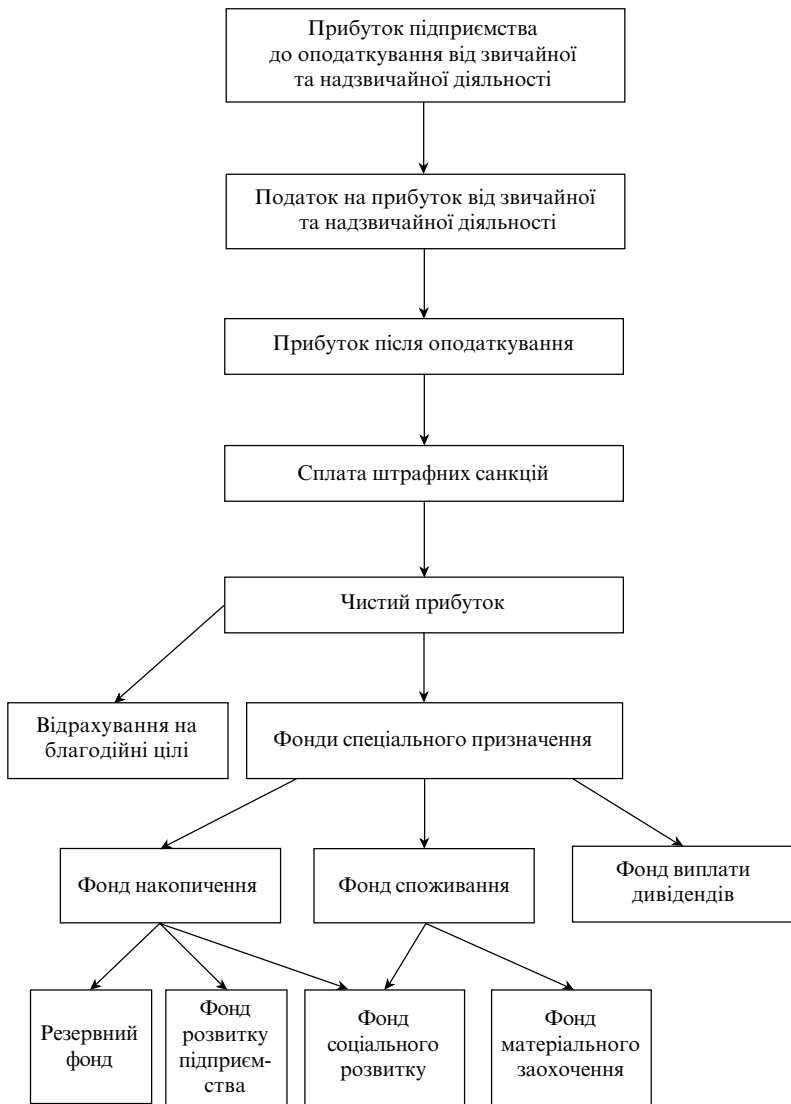 Прибуток підприємства
до оподаткування від звичайної
та надзвичайної діяльності
Податок на прибуток від звичайної
та надзвичайної діяльності
Прибуток після оподаткування
Сплата штрафних санкцій
Чистий прибуток
Відрахування на
благодійні цілі
Фонди спеціального призначення
Фонд накопичення
Фонд споживання
Фонд виплати
дивідендів
Резервний
фонд
Фонд
розвитку
підприєм-
ства
Фонд
соціального
розвитку
Фонд
матеріального
заохочення